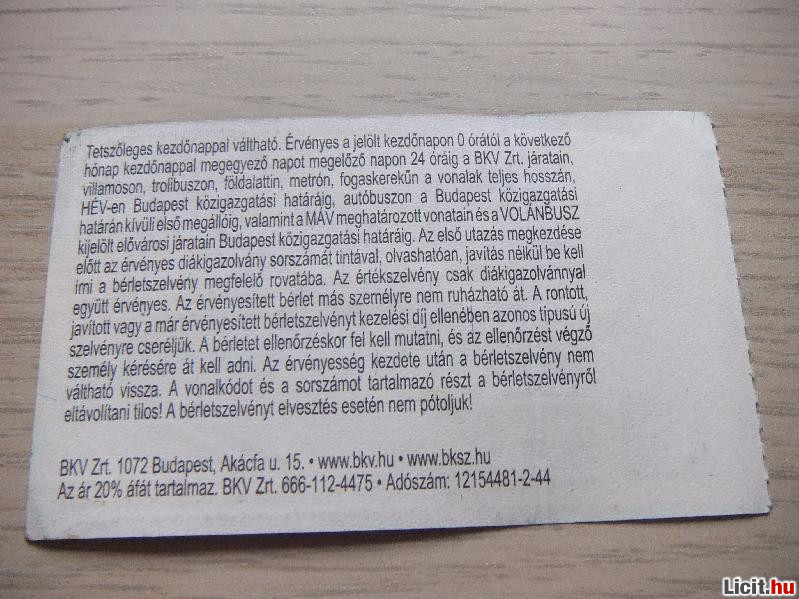 Tetszőleges kezdőnappal váltható. Érvényes a jelölt kezdőnapon 0 órától a következő
hónap kezdőnappal megegyező napot megelőző napon 24 óráig a BKV Zrt. járatain,
villamoson, trolibuszon, földalattin, metrón, fogaskerekűn a vonalak teljes hosszán,
HÉV-en Budapest közigazgatási határáig, autóbuszon a Budapest közigazgatási
határán kívüli első megállóig, valamint a MÁV meghatározott vonatain és a VOLÁNBUSZ
kijelölt elővárosi járatain Budapest közigazgatási határáig. Az első utazás megkezdése
előtt az érvényes diákigazolvány sorszámát tintával, olvashatóan, javítás nélkül be kell
írni a bérletszelvény megfelelő rovatába. Az értékszelvény csak diákigazolvánnyal
együtt érvényes. Az érvényesített bérlet más személyre nem ruházható át. A rontott,
javított vagy a már érvényesített bérletszelvényt kezelési díj ellenében azonos típusú új
szelvényre cseréljük. A bérletet ellenőrzéskor fel kell mutatni, és az ellenőrzést végző
személy kérésére át kell adni. Az érvényesség kezdete után a bérletszelvény nem
váltható vissza. A vonalkódot és a sorszámot tartalmazó részt a bérletszelvényről
eltávolítani tilos! A bérletszelvényt elvesztés esetén nem pótoljuk!
BKV Zrt. 1072 Budapest, Akácfa u. 15. • www.bkv.hu • www.bksz.hu
Az ár 20% áfát tartalmaz. BKV Zrt. 666-112-4475 • Adószám: 12154481-2-44
Licit.hu